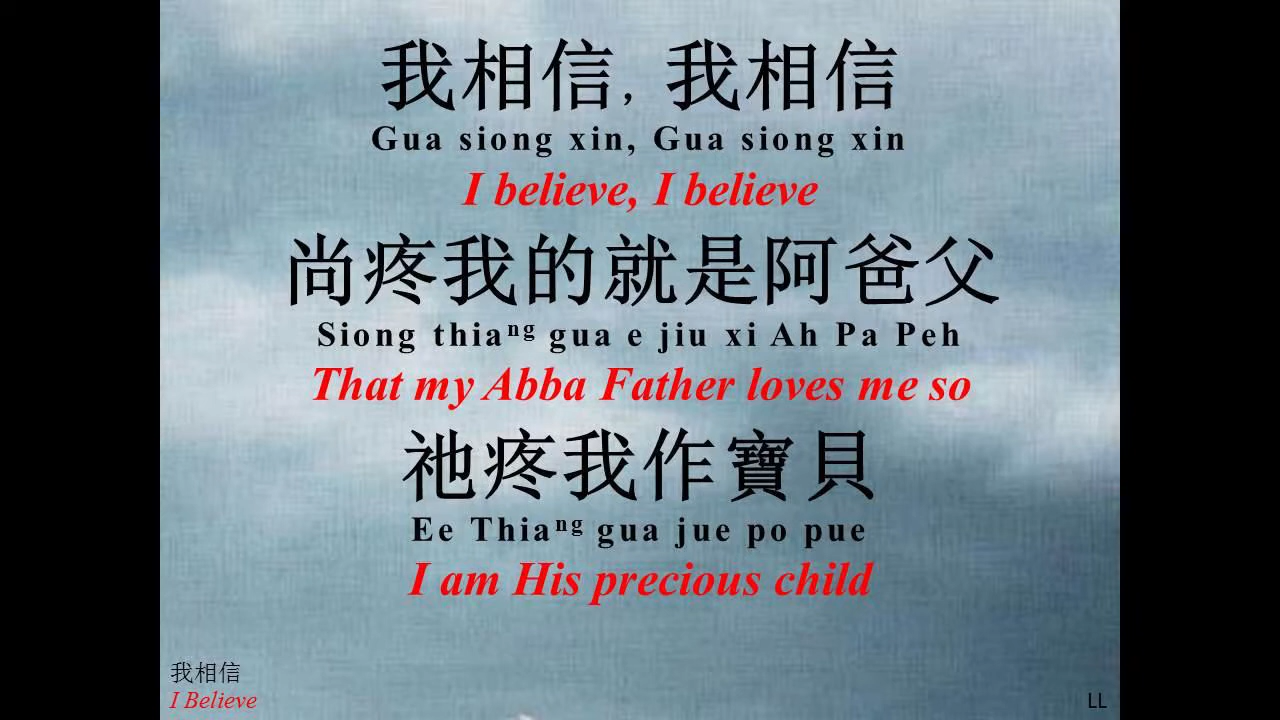 我相信, 我相信
Gua siong xin, Gua siong xin
I believe, I believe
尚疼我的就是阿爸父
Siong thiaⁿᵍ gua e jiu xi Ah Pa Peh
That my Abba Father loves me so
祂疼我作寶貝
Ee Thiaⁿᵍ gua jue po pue
I am His precious child
我相信
I Believe
LL